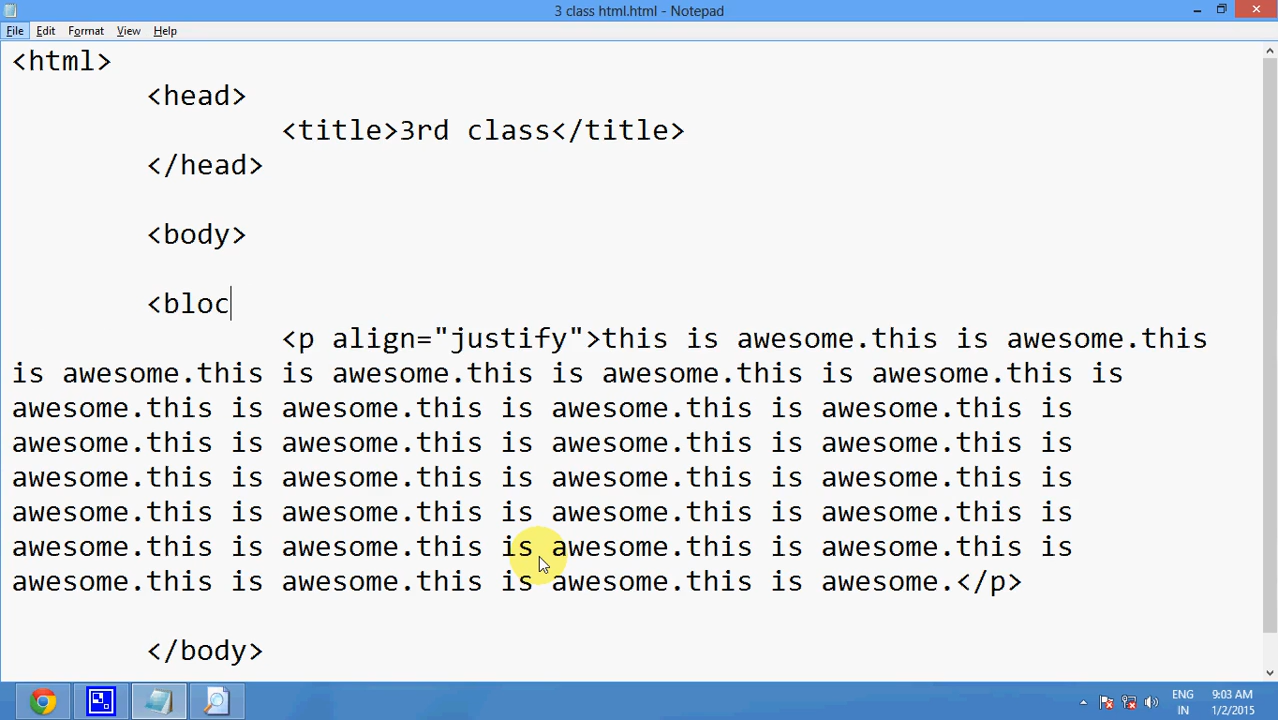 3 class html.html - Notepad
File Edit Format View Help
<html>
<head>
<title>3rd class</title>
</head>
<body>
<bloc
<p align="justify">this is awesome.this is awesome.this
is awesome.this is awesome.this is awesome.this is awesome.this is
awesome.this is awesome.this is awesome.this is awesome.this is
awesome.this is awesome.this is awesome.this is awesome.this is
awesome.this is awesome.this is awesome.this is awesome.this is
awesome.this is awesome.this is awesome.this is awesome.this is
awesome.this is awesome.this is awesome.this is awesome.this is
awesome.this is awesome.this is awesome.this is awesome.</p>
</body>
ENG 9:03 AM
IN 1/2/2015